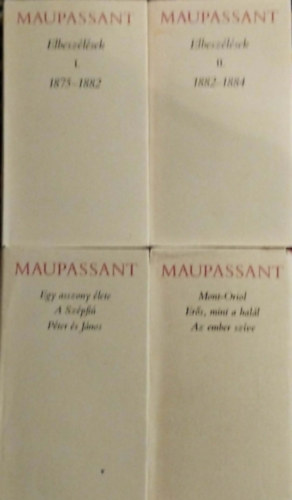 MAUPASSANT
Elbeszélések
I.
1875-1882
MAUPASSANT
Elbeszélések
II.
1882-1884
MAUPASSANT
Egy asszony élete
A Szépfiú
Péter és János
MAUPASSANT
Mont-Oriol
Erős, mint a halál
Az ember szíve